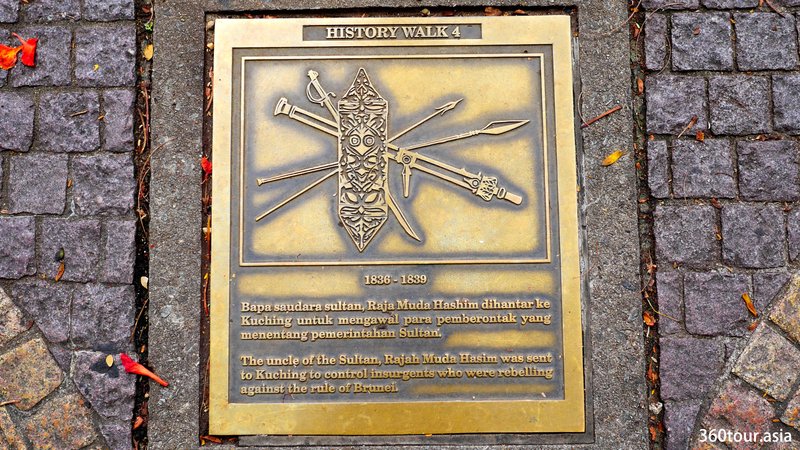 HISTORY WALK 4
1836 - 1839
Bapa saudara sultan, Raja Muda Hashim dihantar ke
Kuching untuk mengawal para pemberontak yang
menentang pemerintahan Sultan.
The uncle of the Sultan, Rajah Muda Hasim was sent
to Kuching to control insurgents who were rebelling
against the rule of Brunei.
360tour.asia